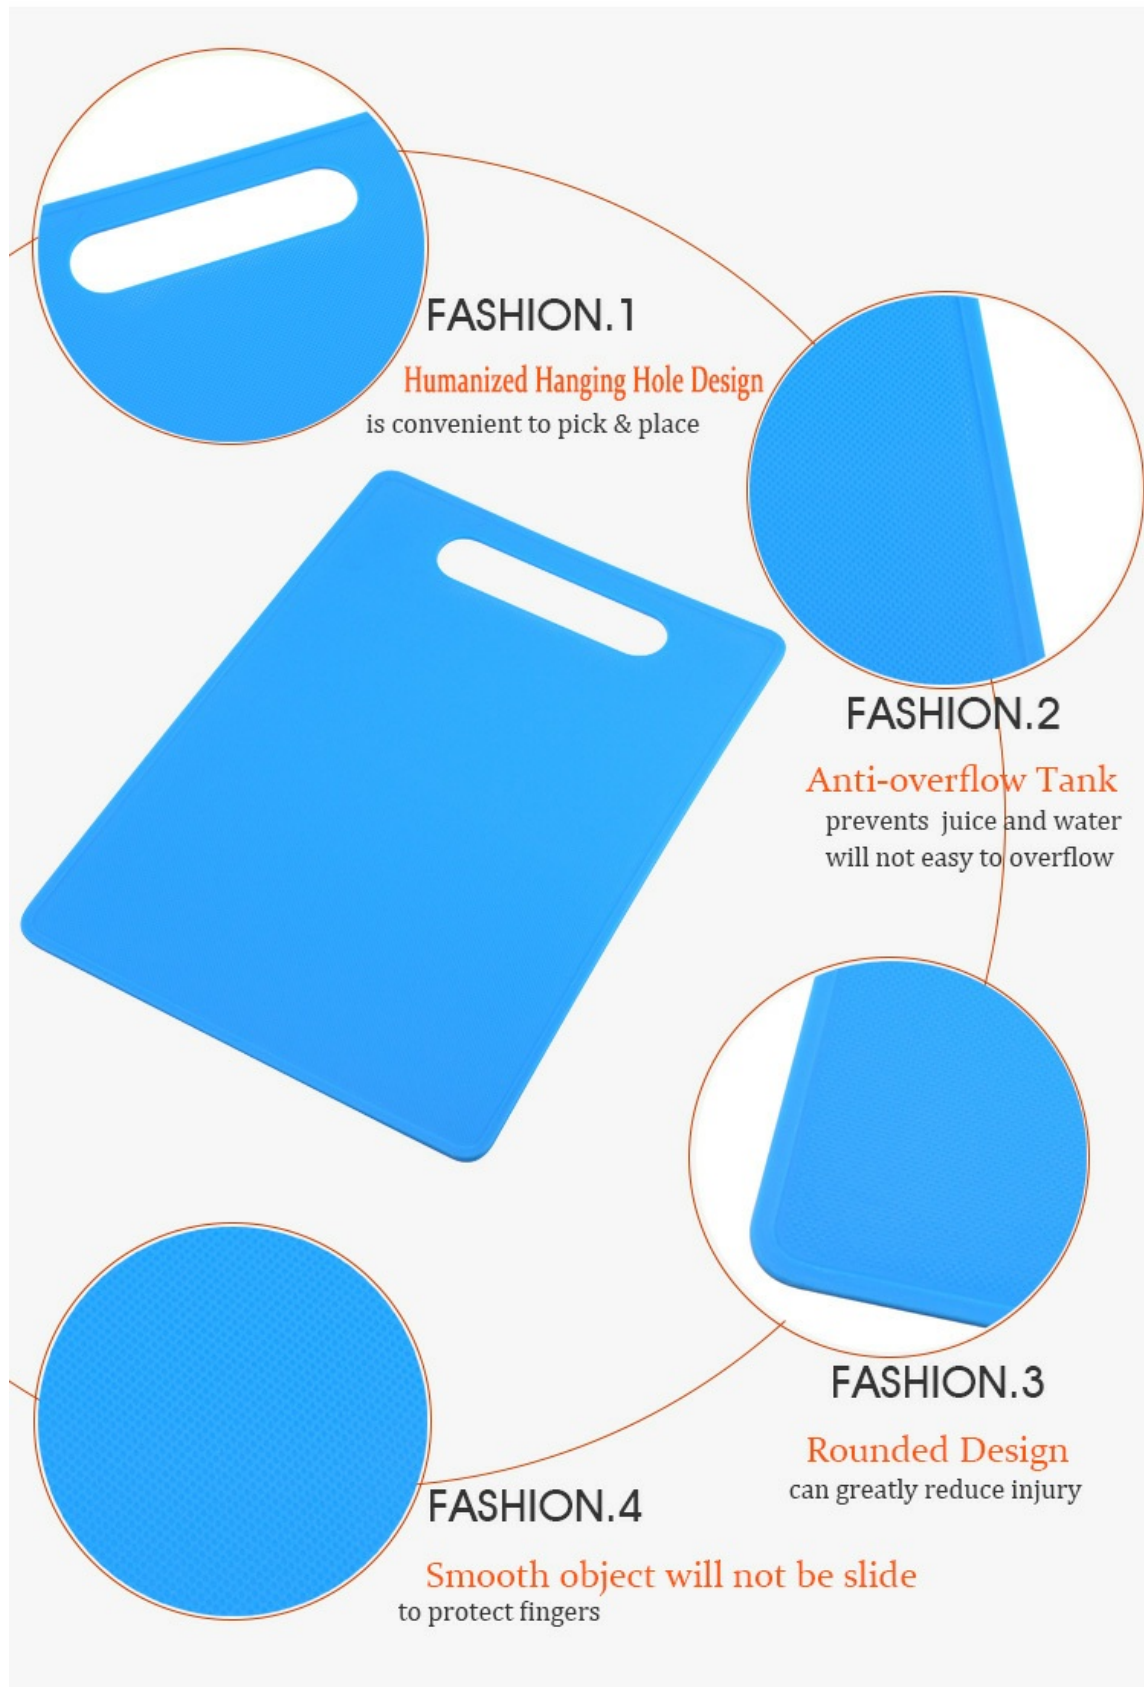 FASHION.1
Humanized Hanging Hole Design
is convenient to pick & place
FASHION.2
Anti-overflow Tank
prevents juice and water
will not easy to overflow
FASHION.3
Rounded Design
can greatly reduce injury
FASHION.4
Smooth object will not be slide
to protect fingers